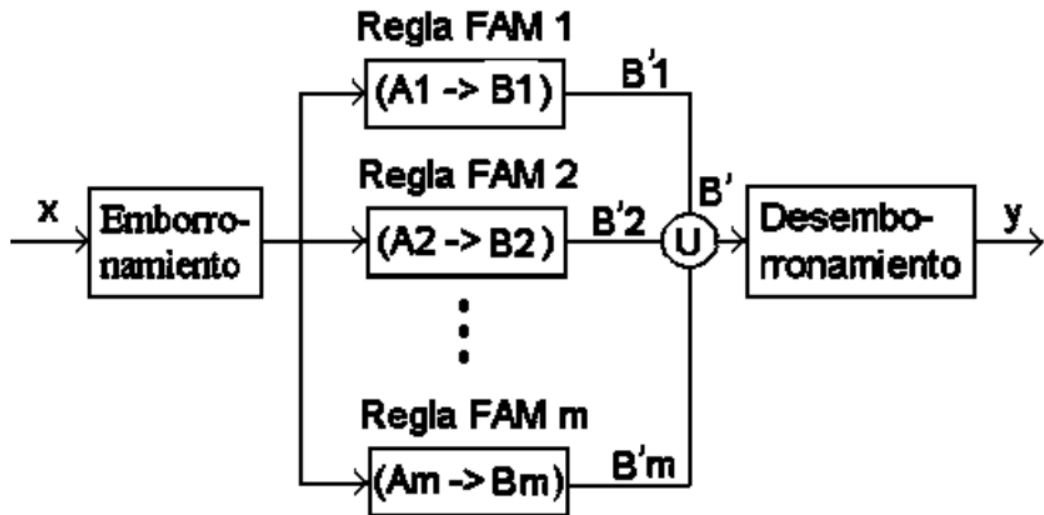 Regla FAM 1
(A1 -> B1)
B'1
Regla FAM 2
x
Emborro-
namiento
(A2 -> B2)
B'2
B'
U
Desembo-
rronamiento
y
Regla FAM m
(Am -> Bm)
B'm